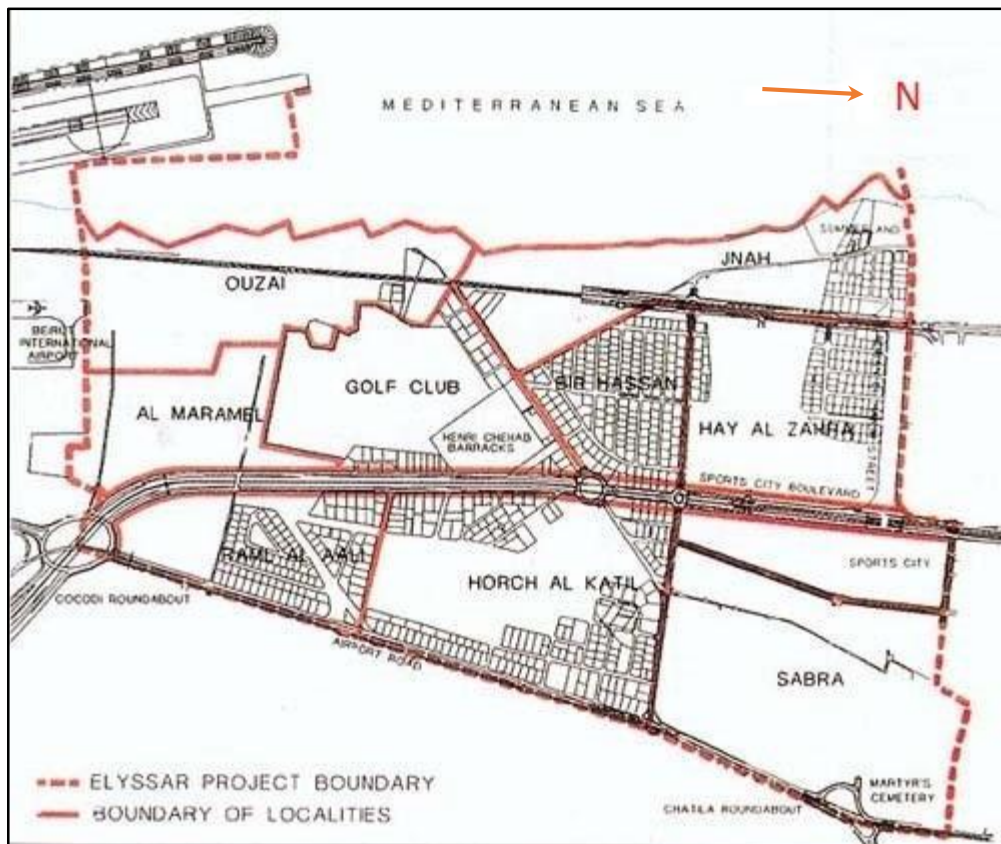 MEDITERRANEAN SEA
N
SUMMERLAND
JNAH
OUZAI
BEIRUT
INTERNATIONAL
AIRPORT
GOLF CLUB
BIR HASSAN
AL MARAMEL
HENRI CHEHAB
BARRACKS
HAY AL ZAHRA
STREET
SPORTS CITY BOULEVARD
RAML AL AALI
HORCH AL KATIL
SPORTS CITY
COCODI ROUNDABOUT
AIRPORT ROAD
SABRA
ELYSSAR PROJECT BOUNDARY
BOUNDARY OF LOCALITIES
MARTYR'S
CEMETERY
CHATILA ROUNDABOUT